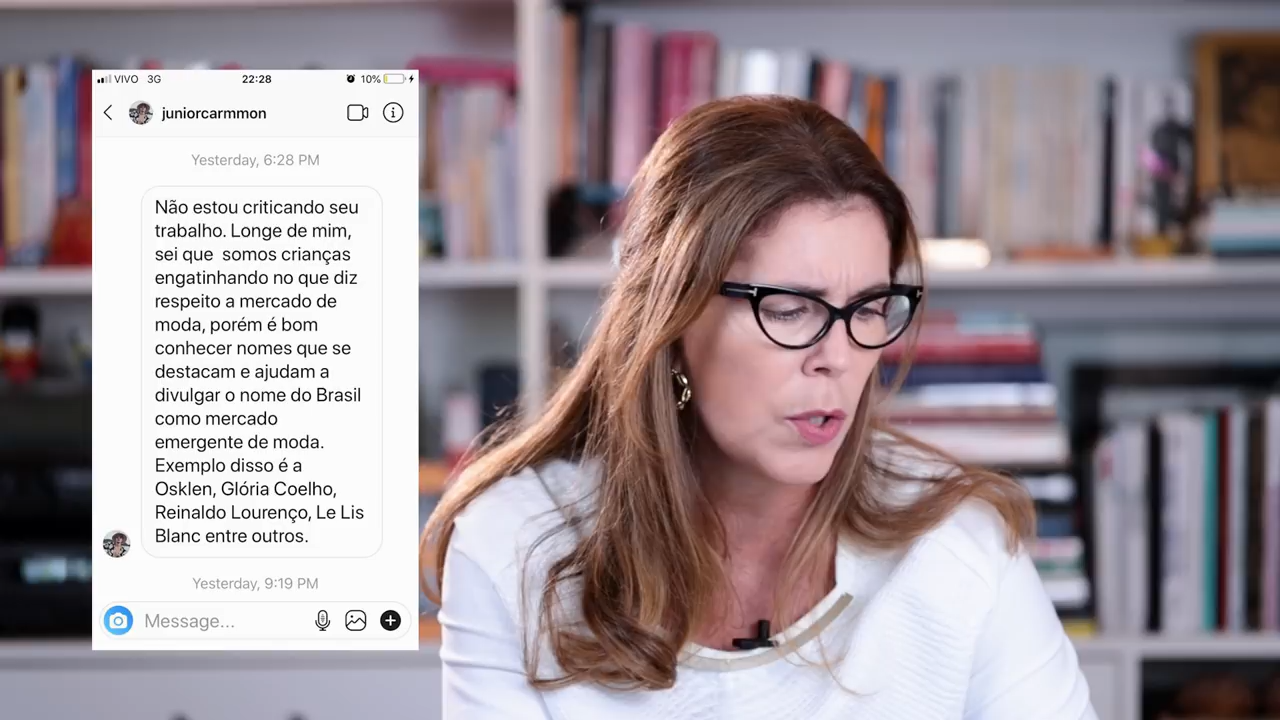 VIVO 3G 22:28 10%
juniorcarmmon
Yesterday, 6:28 PM
Não estou criticando seu
trabalho. Longe de mim,
sei que somos crianças
engatinhando no que diz
respeito a mercado de
moda, porém é bom
conhecer nomes que se
destacam e ajudam a
divulgar o nome do Brasil
como mercado
emergente de moda.
Exemplo disso é a
Osklen, Glória Coelho,
Reinaldo Lourenço, Le Lis
Blanc entre outros.
Yesterday, 9:19 PM
Message...